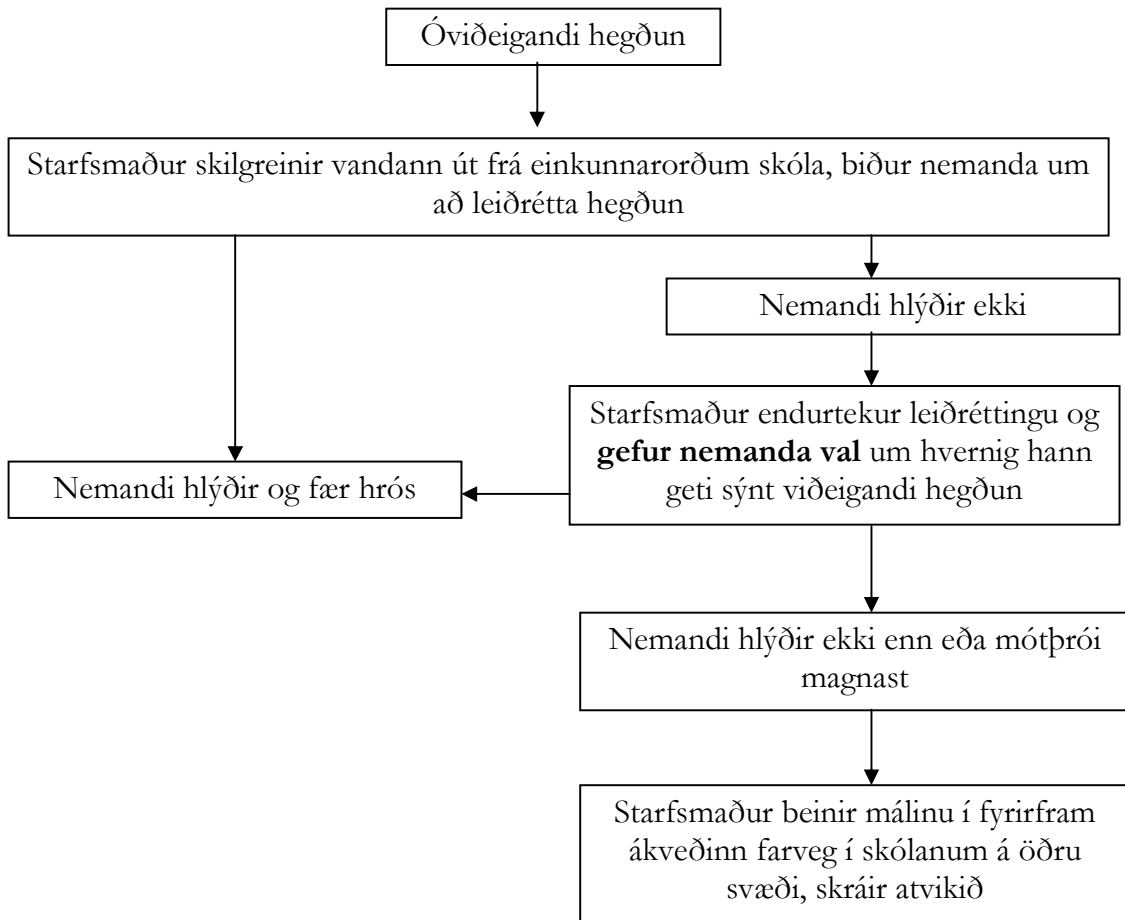 Óviðeigandi hegðun
Starfsmaður skilgreinir vandann út frá einkunnarorðum skóla, biður nemanda um
að leiðrétta hegðun
Nemandi hlýðir ekki
Starfsmaður endurtekur leiðréttingu og
gefur nemanda val um hvernig hann
geti sýnt viðeigandi hegðun
Nemandi hlýðir og fær hrós
Nemandi hlýðir ekki enn eða mótþrói
magnast
Starfsmaður beinir málinu í fyrirfram
ákveðinn farveg í skólanum á öðru
svæði, skráir atvikið